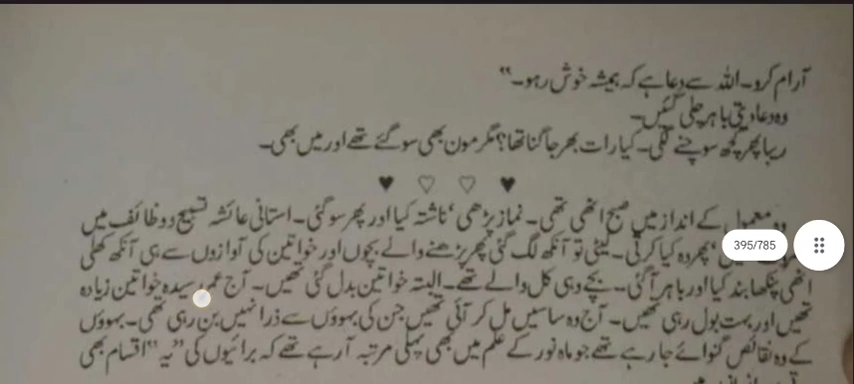 آرام کرو۔ اللہ سے دعا ہے کہ ہمیشہ خوش رہو۔‘‘
وہ دعا دیتی باہر چلی گئیں۔
ریبا پھر کچھ سوچنے لگی۔ کیا رات بھر جاگنا تھا؟ مگر مون بھی سو گئے تھے اور میں بھی۔
♥ ♡ ♡ ♥
وہ معمول کے انداز میں صبح اٹھی تھی۔ نماز پڑھی‘ ناشتہ کیا اور پھر سو گئی۔ استانی عائشہ تسبیح و وظائف میں
‘ پھر وہ کیا کرتی۔ لیٹی تو آنکھ لگ گئی پھر پڑھنے والے بچوں اور خواتین کی آوازوں سے ہی آنکھ کھلی
اٹھی پنکھا بند کیا اور باہر آ گئی۔ بچے وہی کل والے تھے۔ البتہ خواتین بدل گئی تھیں۔ آج عمر سیدہ خواتین زیادہ
تھیں اور بہت بول رہی تھیں۔ آج وہ ساسیں مل کر آئی تھیں جن کی بہوؤں سے ذرا نہیں بن رہی تھی۔ بہوؤں
کے وہ نقائص گنوائے جا رہے تھے جو ماہ نور کے علم میں بھی پہلی مرتبہ آ رہے تھے کہ برائیوں کی ’’یہ‘‘ اقسام بھی
395/785